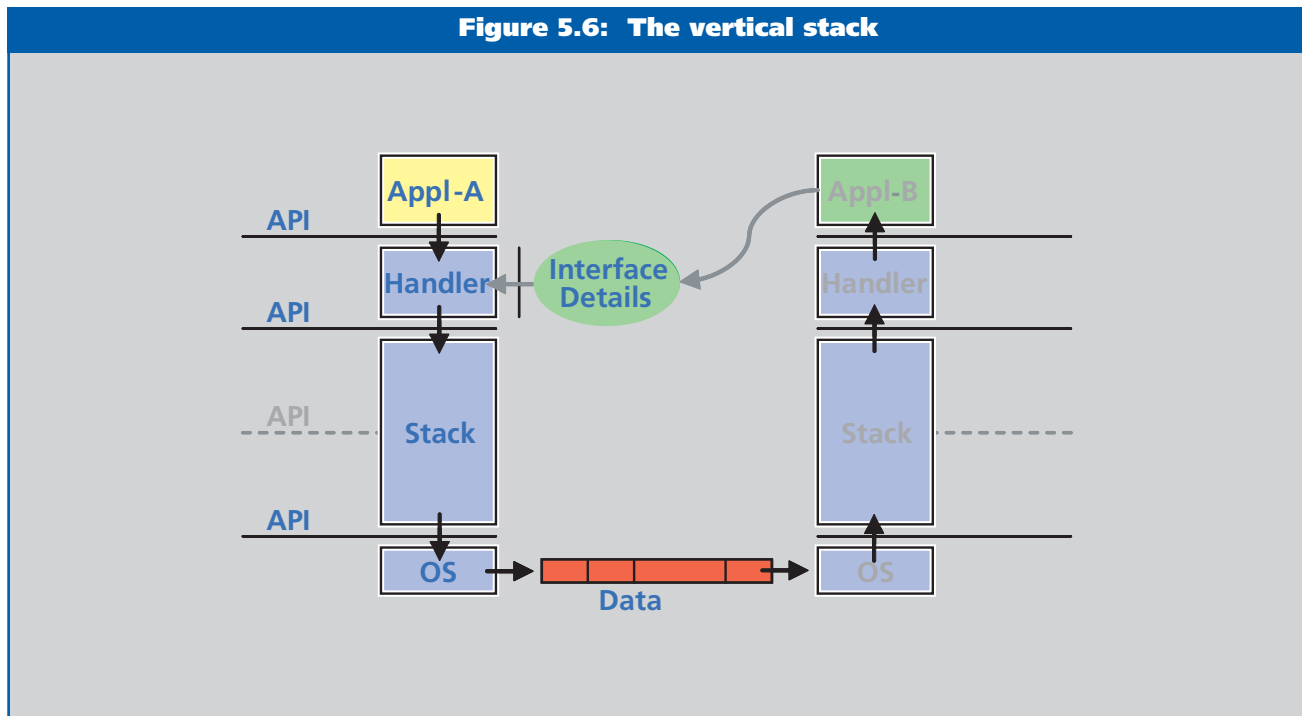 Figure 5.6: The vertical stack
Appl-A
Appl-B
API
Handler
Interface
Details
Handler
API
API
Stack
Stack
API
OS
OS
Data